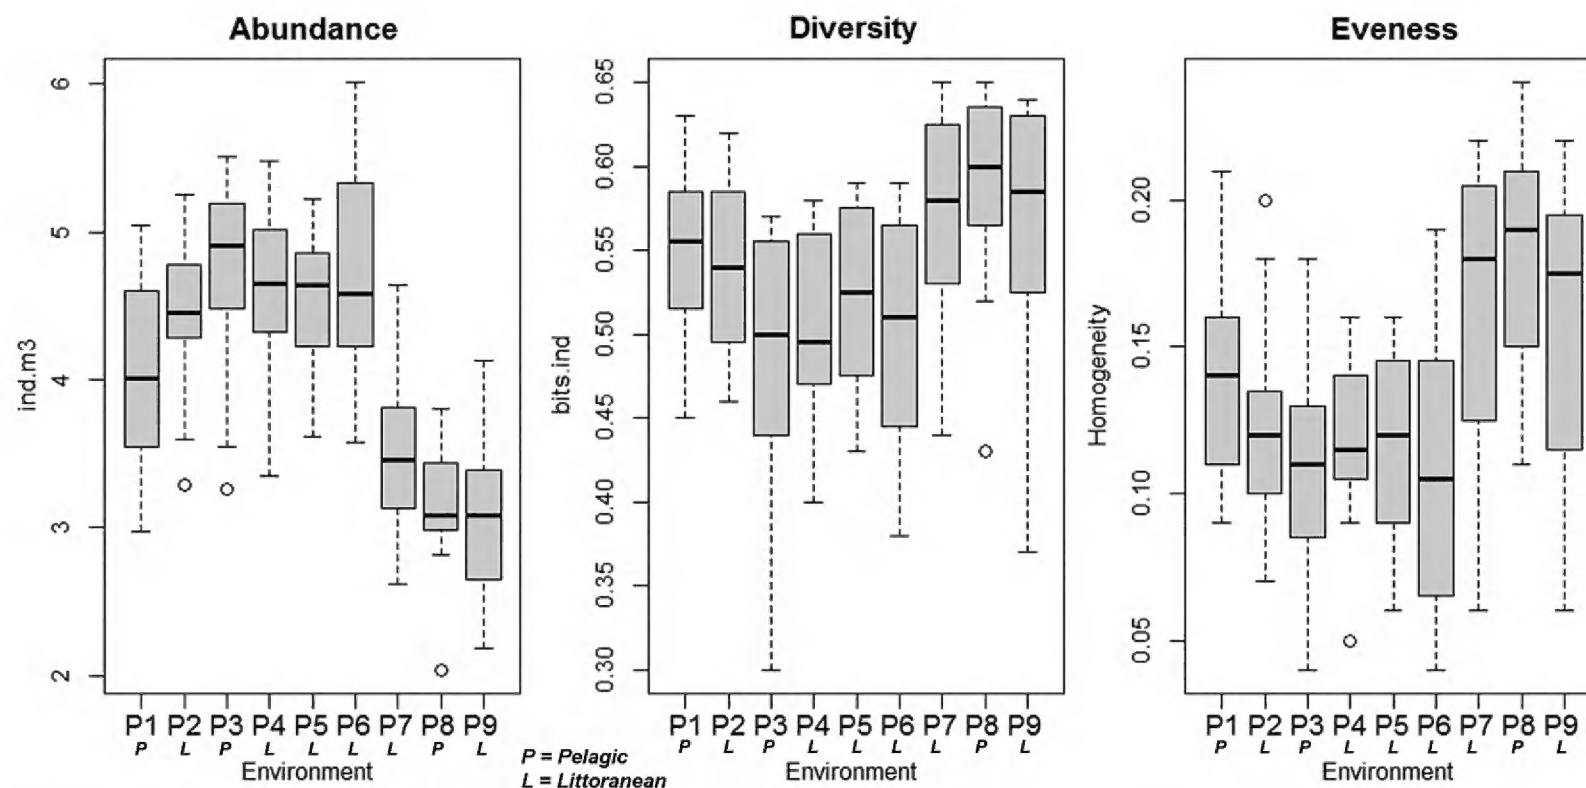 Abundance
ind.m3
6
5
4
3
2
P1 P2 P3 P4 P5 P6 P7 P8 P9
P L P L L L L P L
Environment
P = Pelagic
L = Littoranean
Diversity
bits.ind
0.65
0.60
0.55
0.50
0.45
0.40
0.35
0.30
P1 P2 P3 P4 P5 P6 P7 P8 P9
P L P L L L L P L
Environment
Eveness
Homogeneity
0.20
0.15
0.10
0.05
P1 P2 P3 P4 P5 P6 P7 P8 P9
P L P L L L L P L
Environment